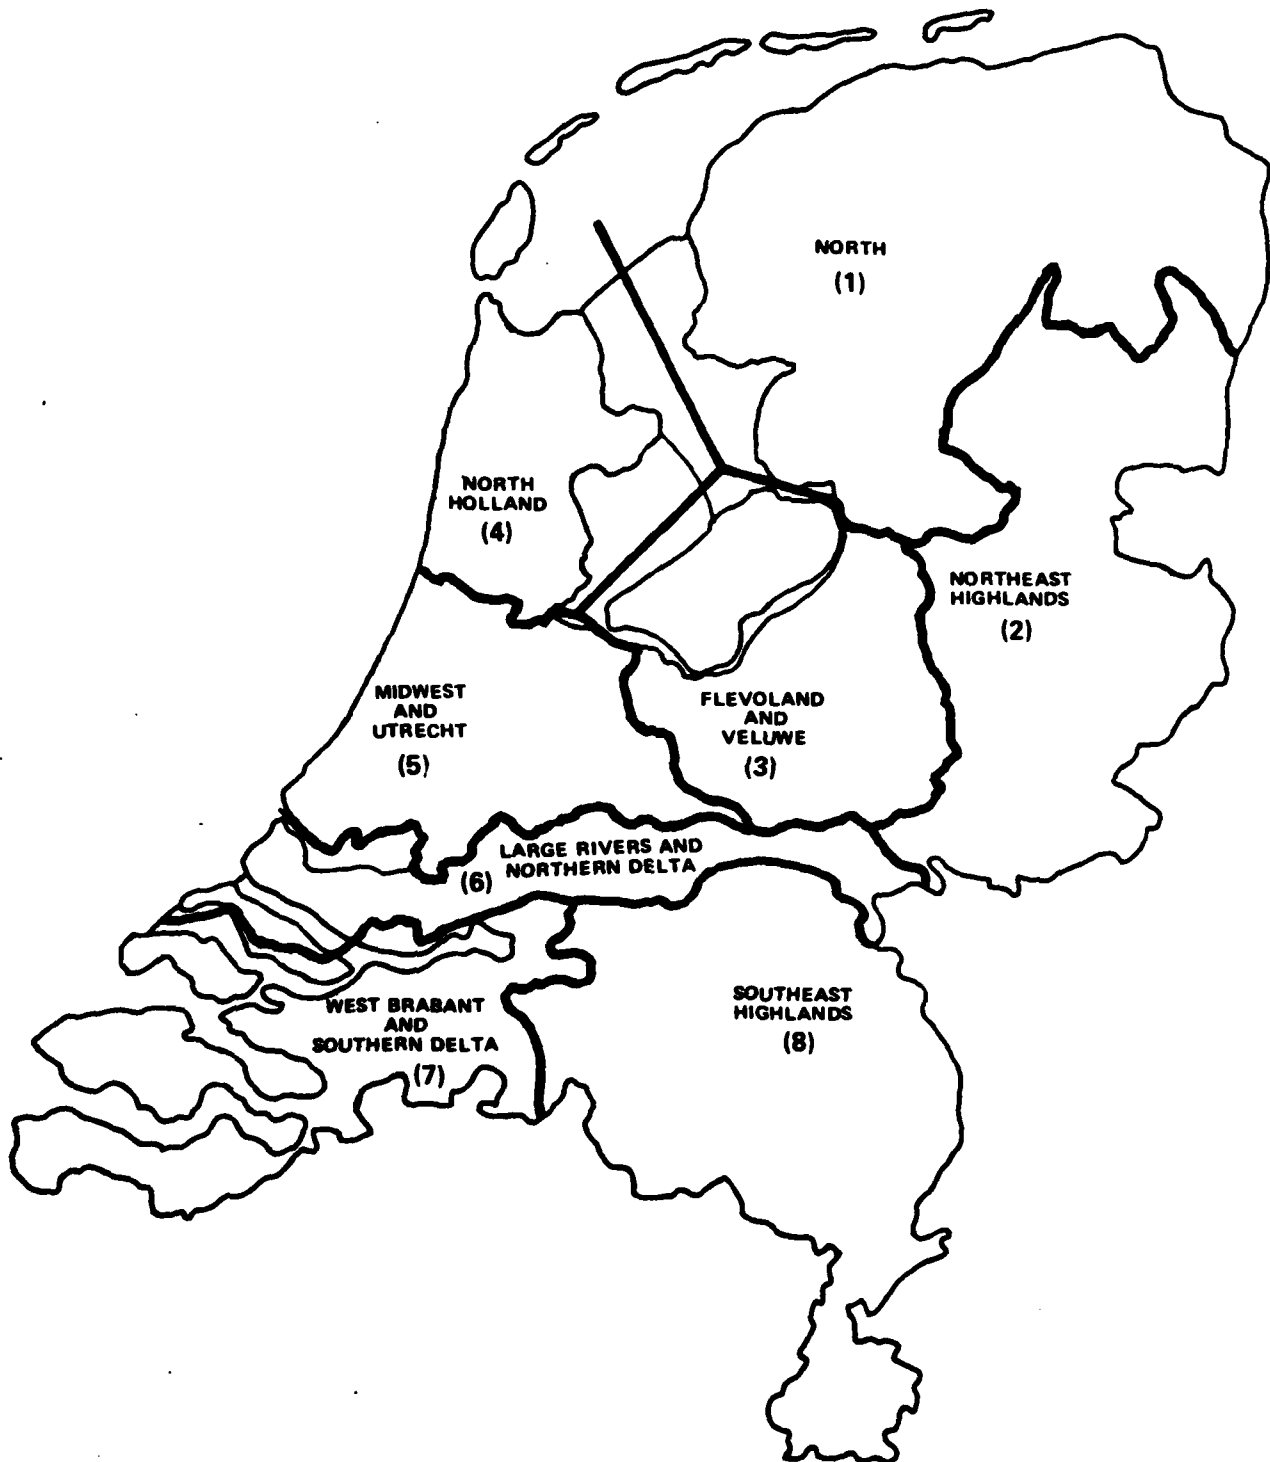 NORTH
(1)
NORTH
HOLLAND
(4)
NORTHEAST
HIGHLANDS
(2)
MIDWEST
AND
UTRECHT
(5)
FLEVOLAND
AND
VELUWE
(3)
LARGE RIVERS AND
NORTHERN DELTA
(6)
WEST BRABANT
AND
SOUTHERN DELTA
(7)
SOUTHEAST
HIGHLANDS
(8)